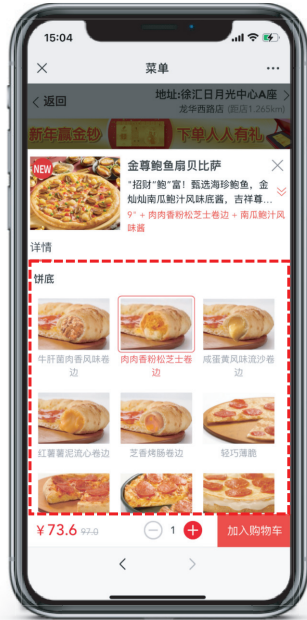 15:04
菜单
返回
地址:徐汇日月光中心A座
龙华西路店 (距店1.265km)
新年赢金钞
下单人人有礼
NEW
金尊鲍鱼扇贝比萨
"招财"鲍"富！甄选海珍鲍鱼，金
灿灿南瓜鲍汁风味底酱，吉祥尊...
9" + 肉肉香粉松芝士卷边 + 南瓜鲍汁风
味酱
详情
饼底
牛肝菌肉香风味卷
边
肉肉香粉松芝士卷
边
咸蛋黄风味流沙卷
边
红薯薯泥流心卷边
芝香烤肠卷边
轻巧薄脆
¥73.6 97.0
1
加入购物车